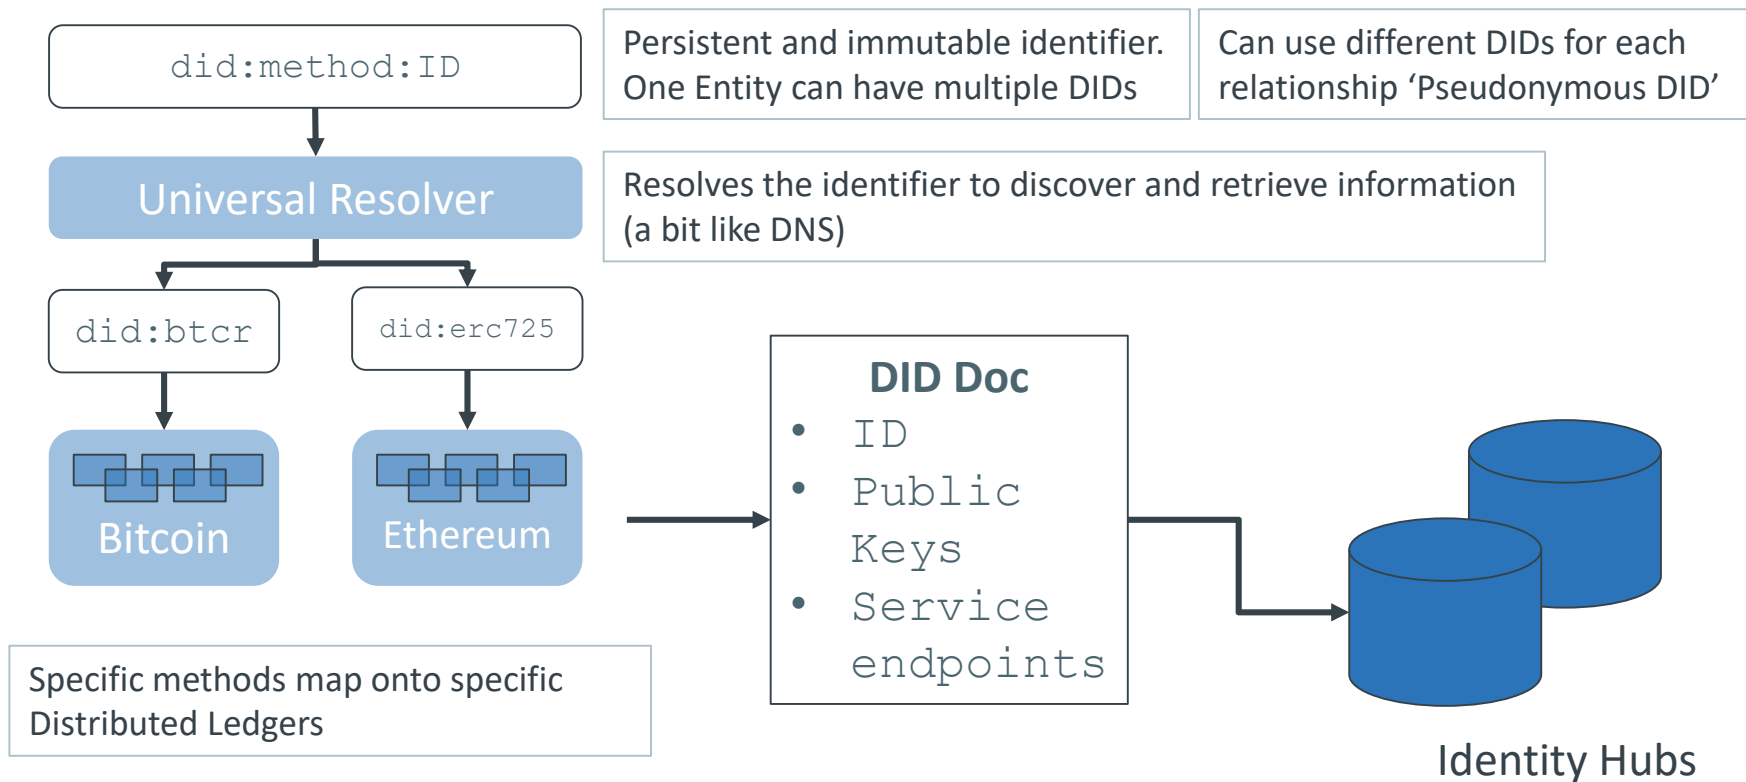 did:method:ID
Persistent and immutable identifier.
One Entity can have multiple DIDs
Can use different DIDs for each
relationship ‘Pseudonymous DID’
Universal Resolver
Resolves the identifier to discover and retrieve information
(a bit like DNS)
did:btcr
did:erc725
Bitcoin
Ethereum
DID Doc
• ID
• Public
Keys
• Service
endpoints
Specific methods map onto specific
Distributed Ledgers
Identity Hubs